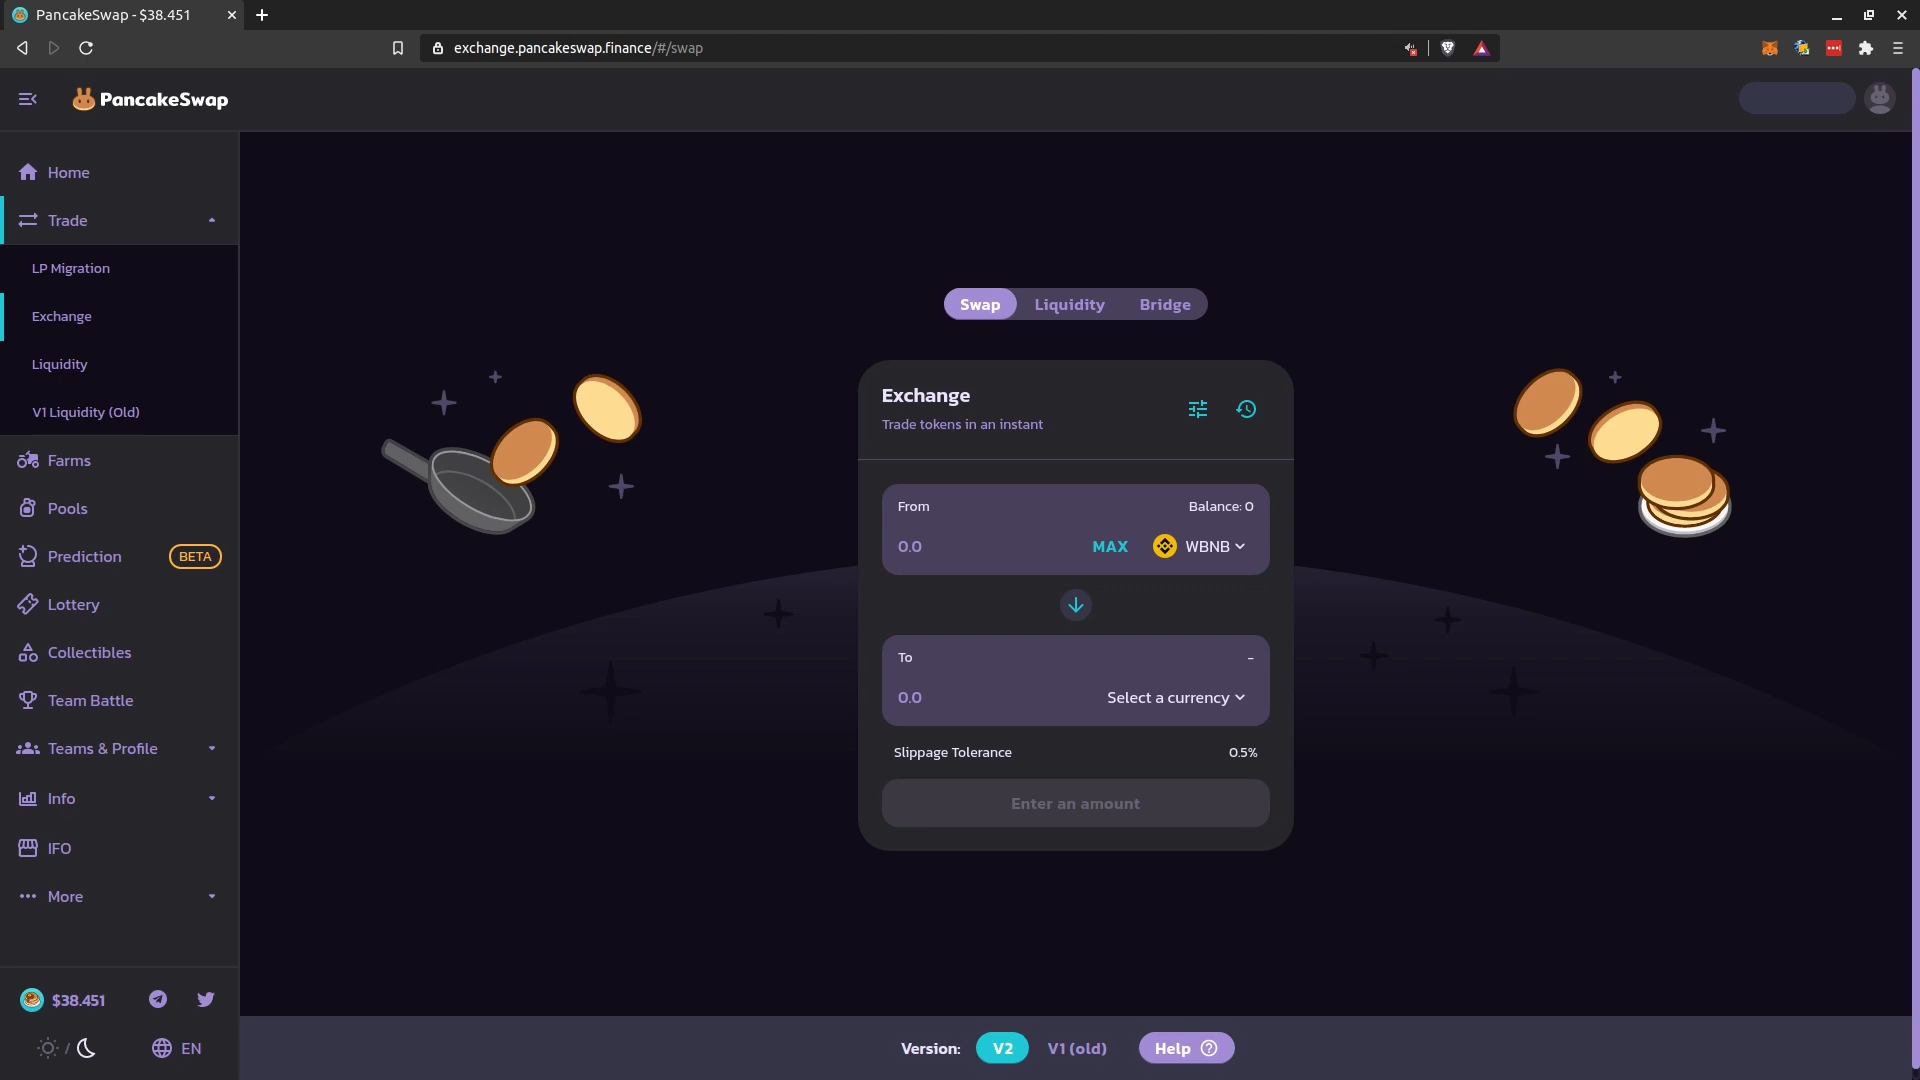 PancakeSwap - $38.451
exchange.pancakeswap.finance/#/swap
PancakeSwap
Home
Trade
LP Migration
Exchange
Liquidity
V1 Liquidity (Old)
Farms
Pools
Prediction BETA
Lottery
Collectibles
Team Battle
Teams & Profile
Info
IFO
More
$38.451
/ EN
Swap Liquidity Bridge
Exchange
Trade tokens in an instant
From Balance: 0
0.0 MAX WBNB
To -
0.0 Select a currency
Slippage Tolerance 0.5%
Enter an amount
Version: V2 V1 (old) Help ?